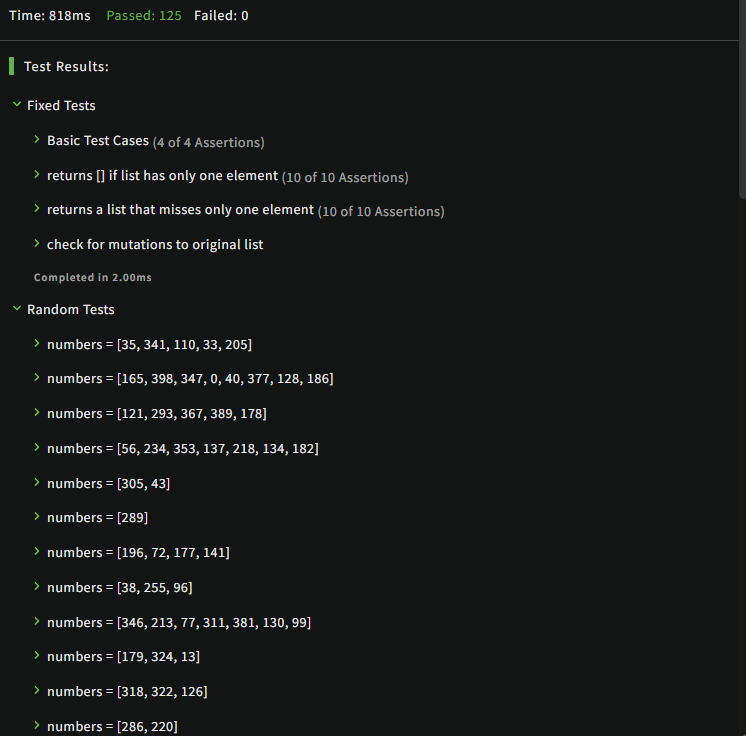 Time: 818ms Passed: 125 Failed: 0
Test Results:
Fixed Tests
Basic Test Cases (4 of 4 Assertions)
returns [] if list has only one element (10 of 10 Assertions)
returns a list that misses only one element (10 of 10 Assertions)
check for mutations to original list
Completed in 2.00ms
Random Tests
numbers = [35, 341, 110, 33, 205]
numbers = [165, 398, 347, 0, 40, 377, 128, 186]
numbers = [121, 293, 367, 389, 178]
numbers = [56, 234, 353, 137, 218, 134, 182]
numbers = [305, 43]
numbers = [289]
numbers = [196, 72, 177, 141]
numbers = [38, 255, 96]
numbers = [346, 213, 77, 311, 381, 130, 99]
numbers = [179, 324, 13]
numbers = [318, 322, 126]
numbers = [286, 220]